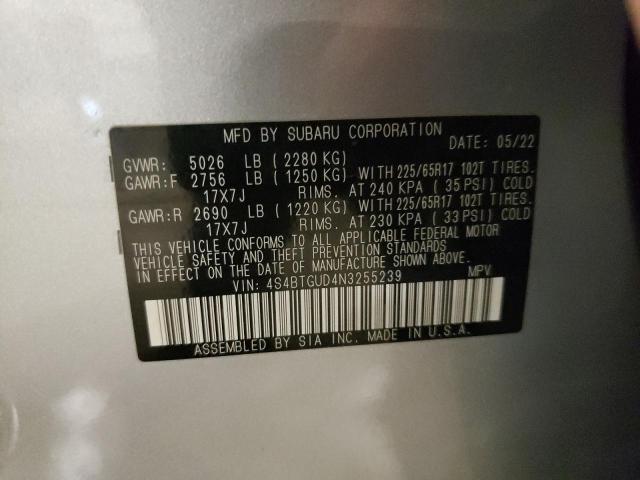 MFD BY SUBARU CORPORATION DATE: 05/22
GVWR: 5026 LB (2280 KG)
GAWR:F 2756 LB (1250 KG) WITH 225/65R17 102T TIRES.
17X7J RIMS. AT 240 KPA (35 PSI) COLD
GAWR:R 2690 LB (1220 KG) WITH 225/65R17 102T TIRES.
17X7J RIMS. AT 230 KPA (33 PSI) COLD
THIS VEHICLE CONFORMS TO ALL APPLICABLE FEDERAL MOTOR
VEHICLE SAFETY AND THEFT PREVENTION STANDARDS
IN EFFECT ON THE DATE OF MANUFACTURE SHOWN ABOVE.
VIN: 4S4BTGUD4N3255239 MPV
ASSEMBLED BY SIA INC. MADE IN U.S.A.